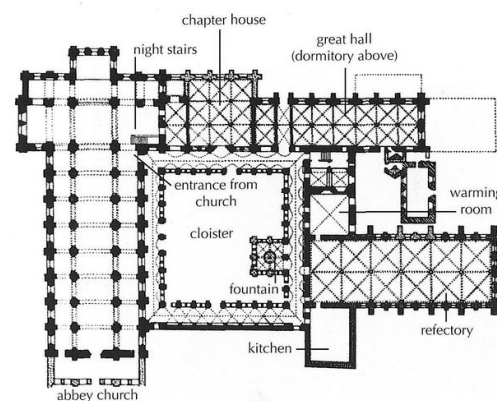 chapter house
night stairs
great hall
(dormitory above)
entrance from
church
warming
room
cloister
fountain
refectory
kitchen
abbey church